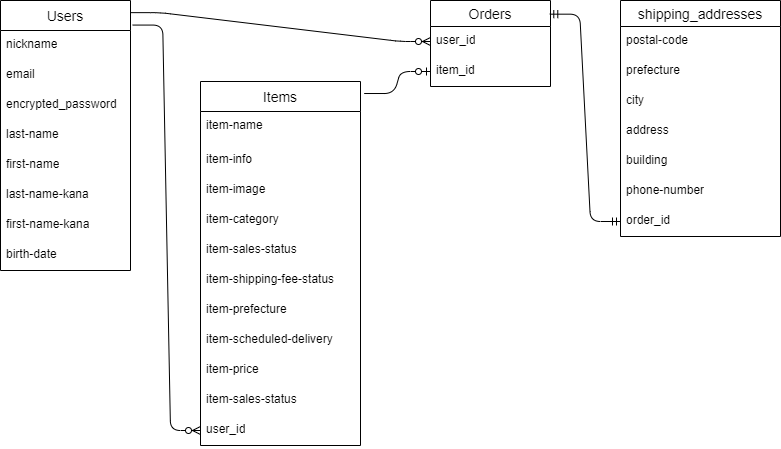 Users
nickname
email
encrypted_password
last-name
first-name
last-name-kana
first-name-kana
birth-date
Items
item-name
item-info
item-image
item-category
item-sales-status
item-shipping-fee-status
item-prefecture
item-scheduled-delivery
item-price
item-sales-status
user_id
Orders
user_id
item_id
shipping_addresses
postal-code
prefecture
city
address
building
phone-number
order_id